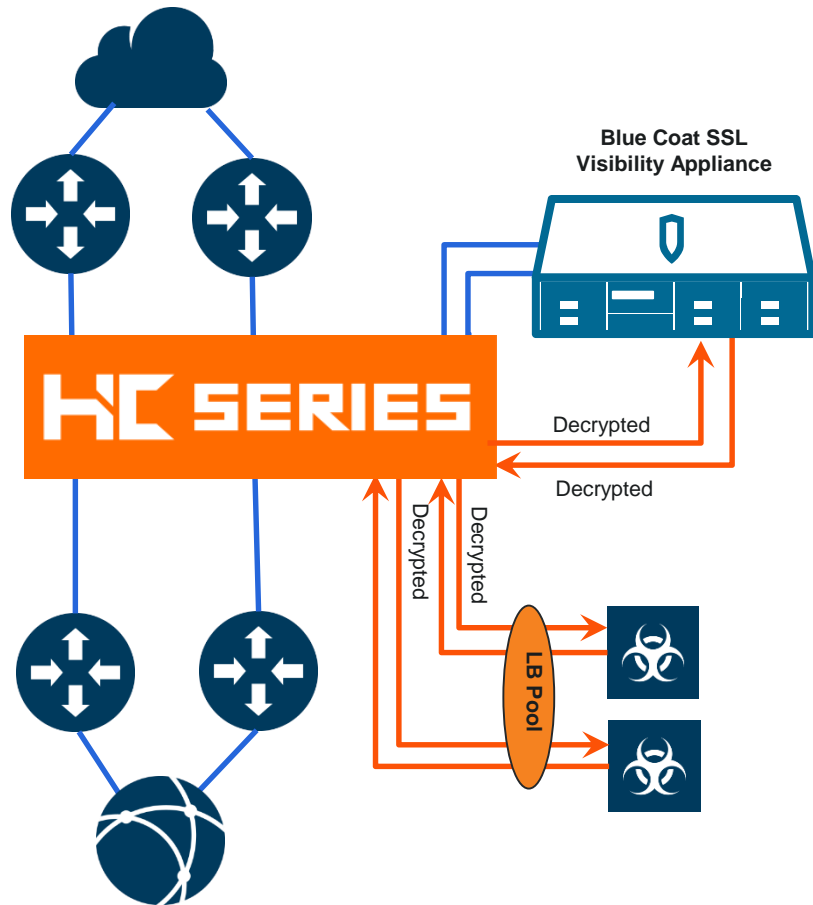 Blue Coat SSL
Visibility Appliance
HC SERIES
Decrypted
Decrypted
Decrypted
Decrypted
LB Pool